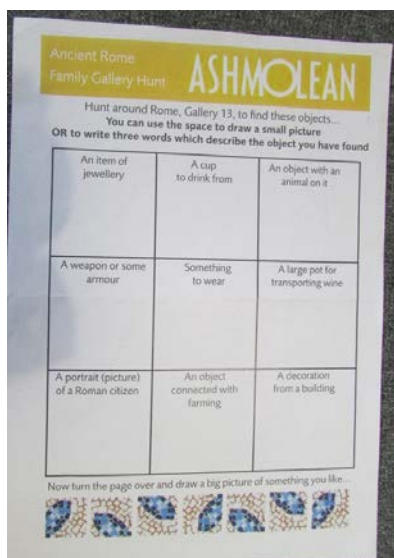 Ancient Rome
Family Gallery Hunt
ASHMOLEAN
Hunt around Rome, Gallery 13, to find these objects...
You can use the space to draw a small picture
OR to write three words which describe the object you have found
An item of
jewellery
A cup
to drink from
An object with an
animal on it
A weapon or some
armour
Something
to wear
A large pot for
transporting wine
A portrait (picture)
of a Roman citizen
An object
connected with
farming
A decoration
from a building
Now turn the page over and draw a big picture of something you like...